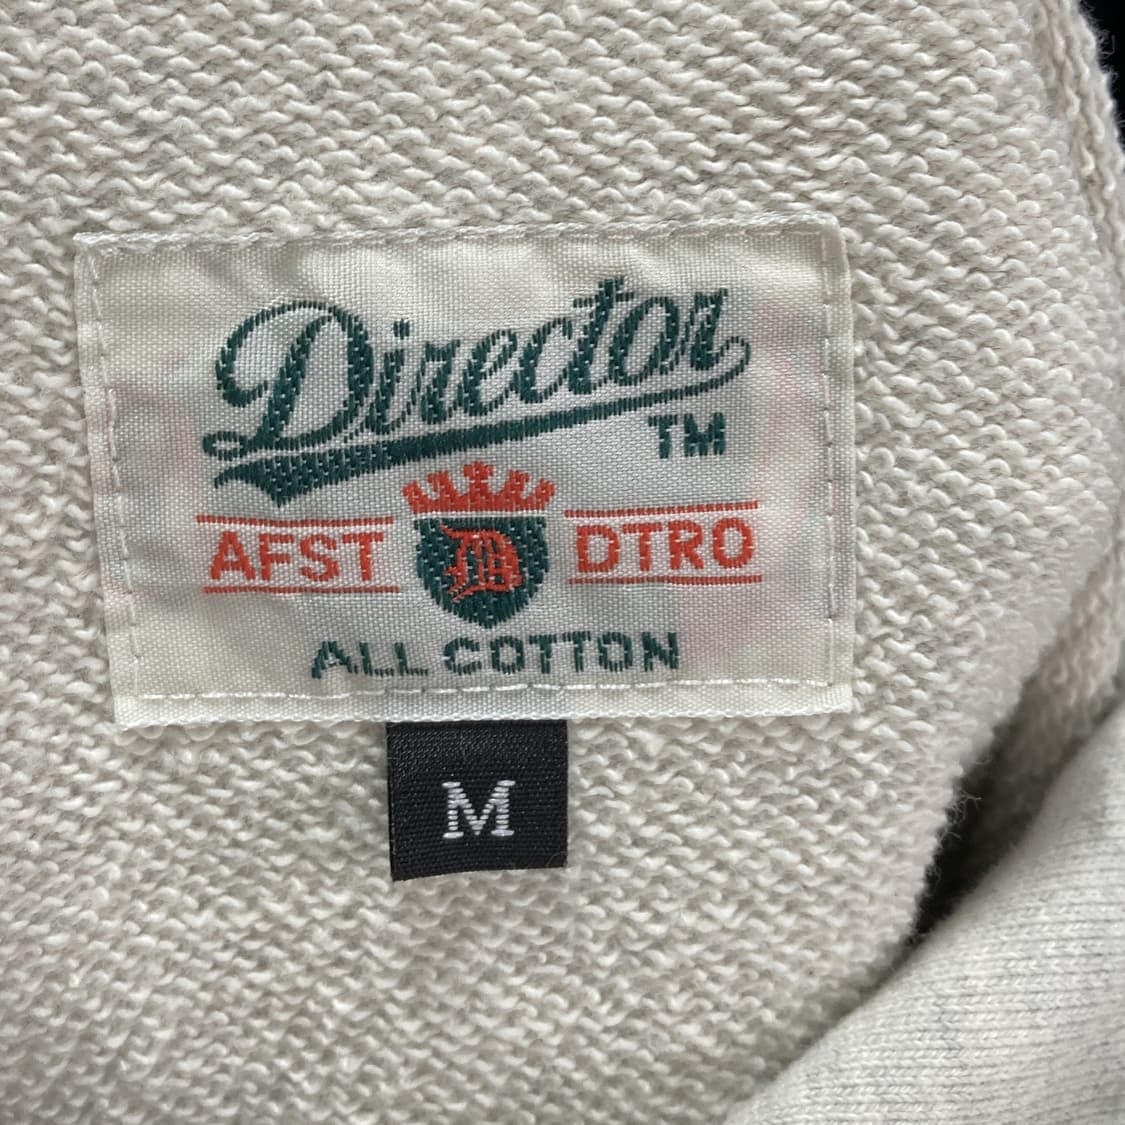 Director
TM
AFST D DTRO
ALL COTTON
M